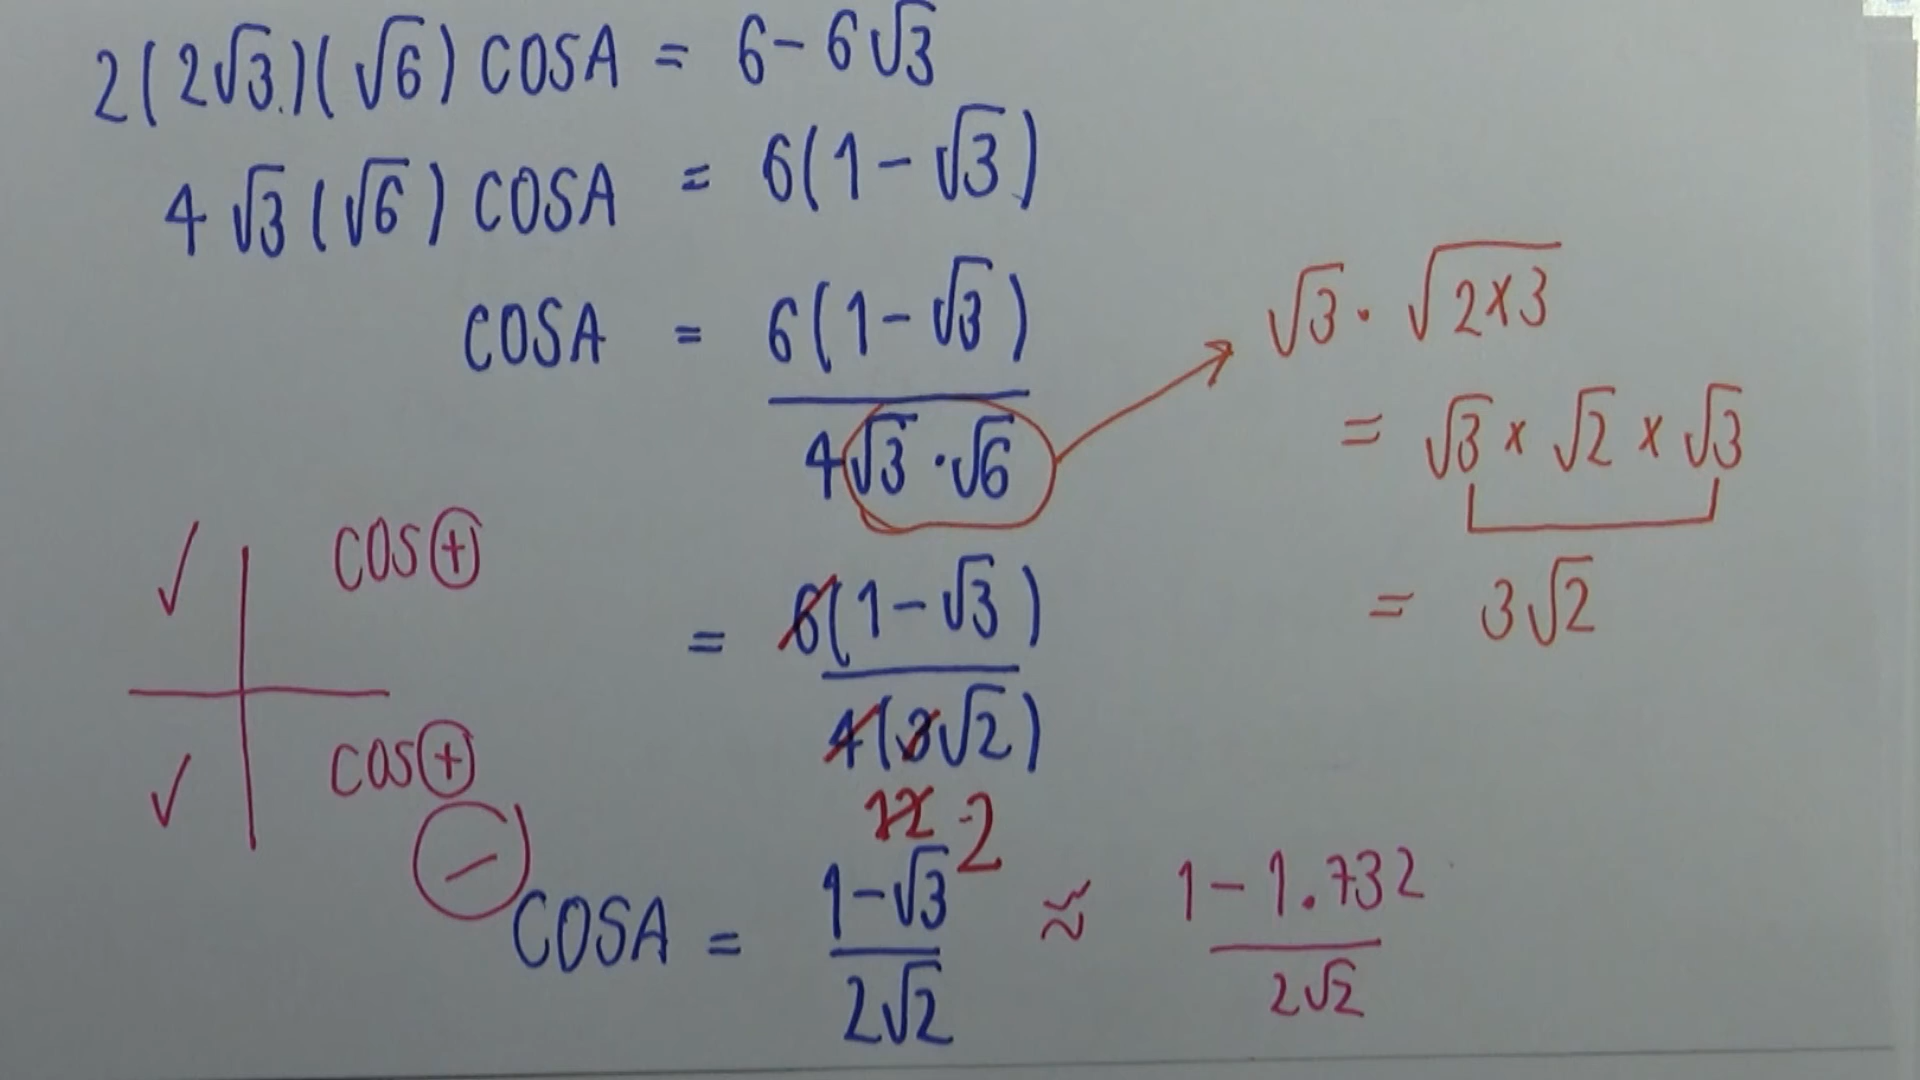 2(2√3)(√6) COSA = 6-6√3
4√3(√6) COSA = 6(1-√3)
COSA = 6(1-√3)
4√3·√6
√3·√2×3
= √3×√2×√3
= 3√2
= 6(1-√3)
4(3√2)
2
COS+
COS+
-
COSA = 1-√3 ≈ 1-1.732
2√2 2√2